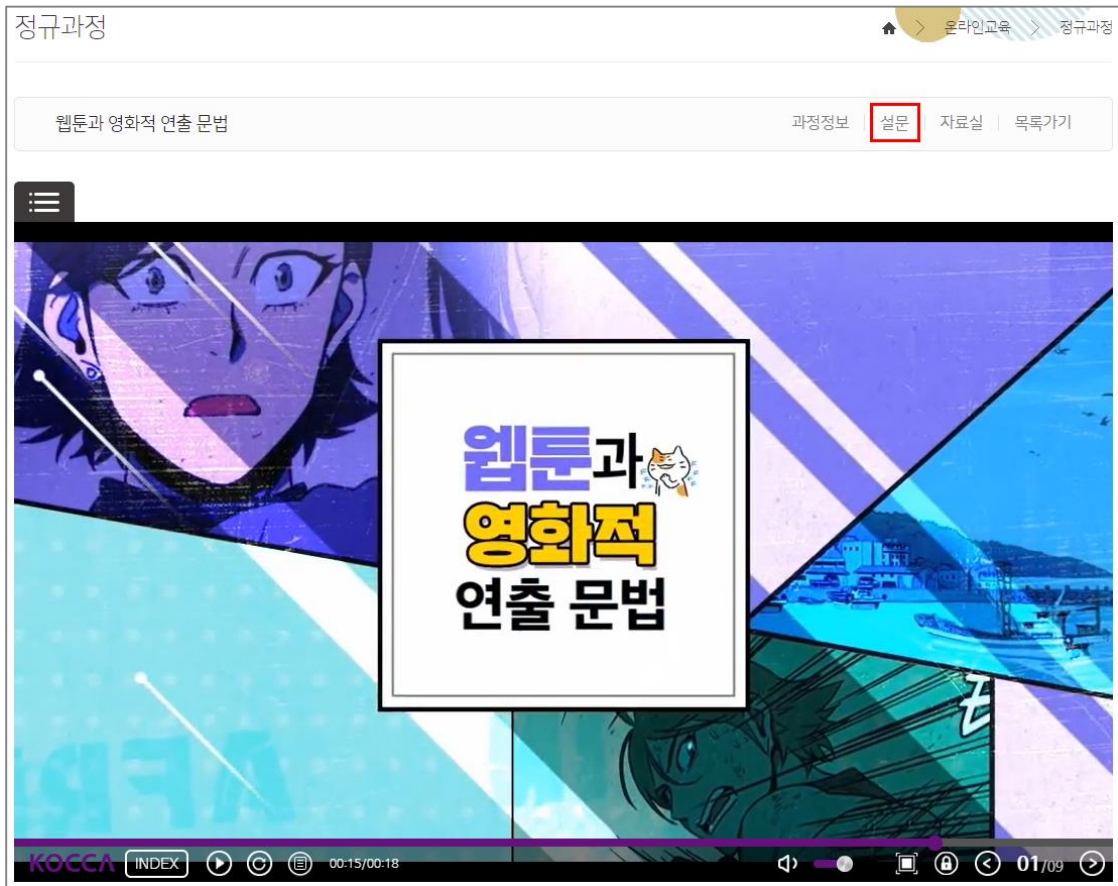 정규과정
온라인교육 > 정규과정
웹툰과 영화적 연출 문법
과정정보 | 설문 | 자료실 | 목록가기
웹툰과
영화적
연출 문법
KOCCA INDEX 00:15/00:18 01/09